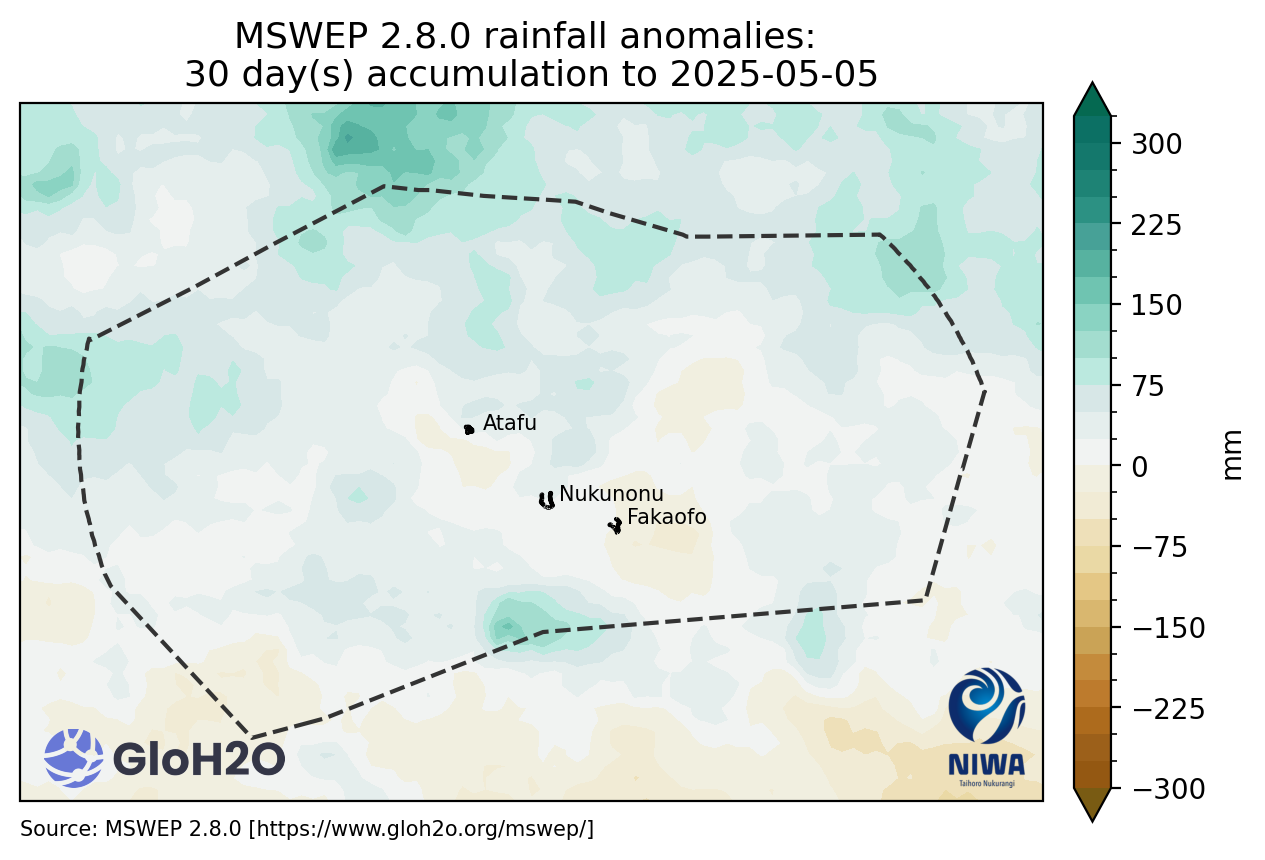 MSWEP 2.8.0 rainfall anomalies:
30 day(s) accumulation to 2025-05-05
300
225
150
75
0
−75
−150
−225
−300
mm
Atafu
Nukunonu
Fakaofo
GloH2O
NIWA
Taihoro Nukurangi
Source: MSWEP 2.8.0 [https://www.gloh2o.org/mswep/]